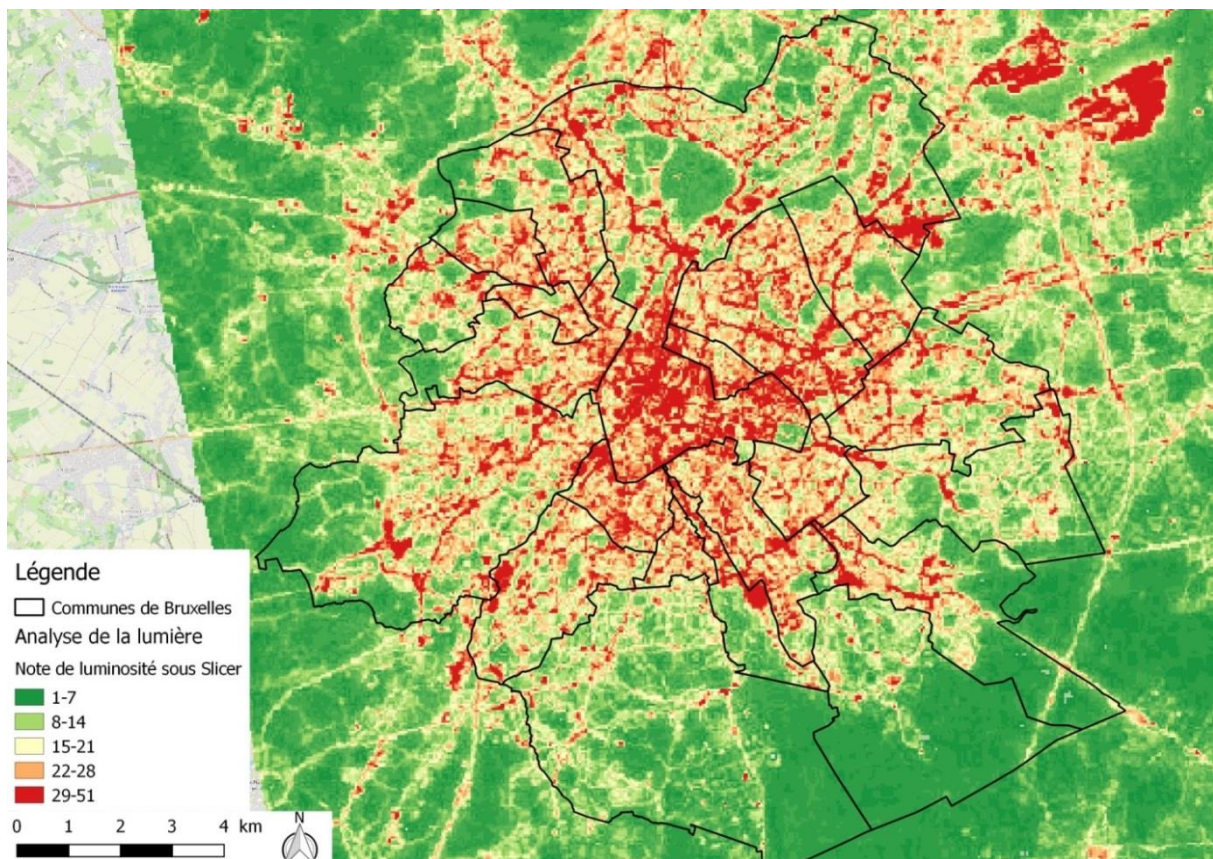 Légende
Communes de Bruxelles
Analyse de la lumière
Note de luminosité sous Slicer
1-7
8-14
15-21
22-28
29-51
0 1 2 3 4 km
N